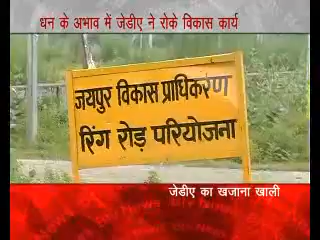 धन के अभाव में जेडीए ने रोके विकास कार्य
जयपुर विकास प्राधिकरण
रिंग रोड़ परियोजना
जेडीए का खजाना खाली